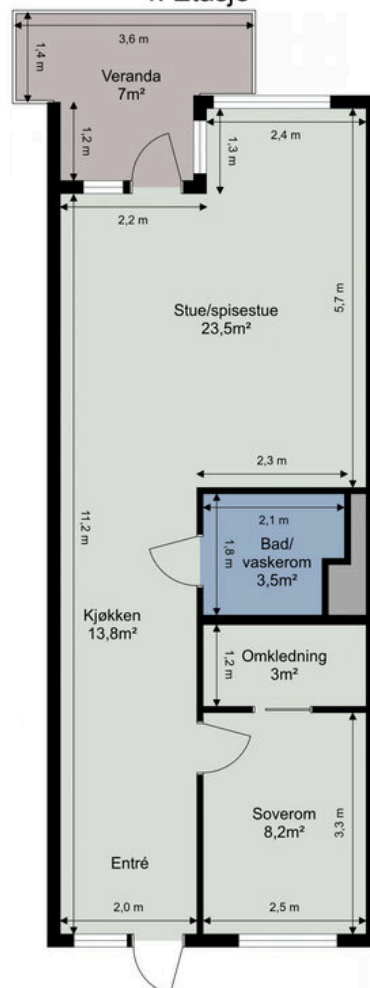 3,6 m
1,4 m
Veranda
7m²
1,2 m
2,4 m
1,3 m
2,2 m
5,7 m
Stue/spisestue
23,5m²
2,3 m
11,2 m
2,1 m
1,8 m
Bad/
vaskerom
3,5m²
Kjøkken
13,8m²
1,2 m
Omkledning
3m²
Soverom
8,2m²
3,3 m
Entré
2,0 m
2,5 m